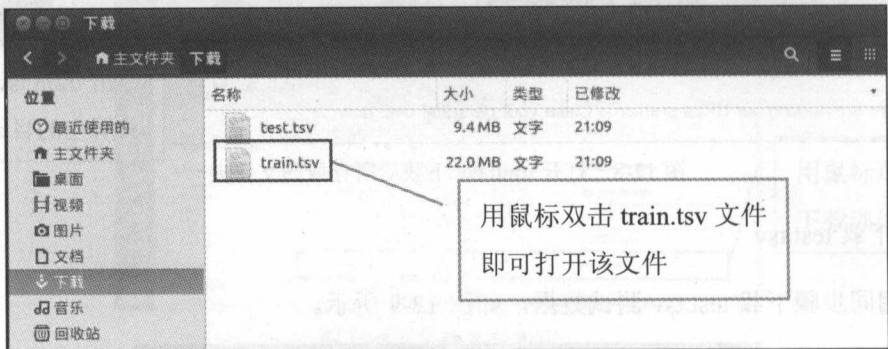 下载
主文件夹 下载
位置
最近使用的
主文件夹
桌面
视频
图片
文档
下载
音乐
回收站
名称 大小 类型 已修改
test.tsv 9.4 MB 文字 21:09
train.tsv 22.0 MB 文字 21:09
用鼠标双击 train.tsv 文件
即可打开该文件